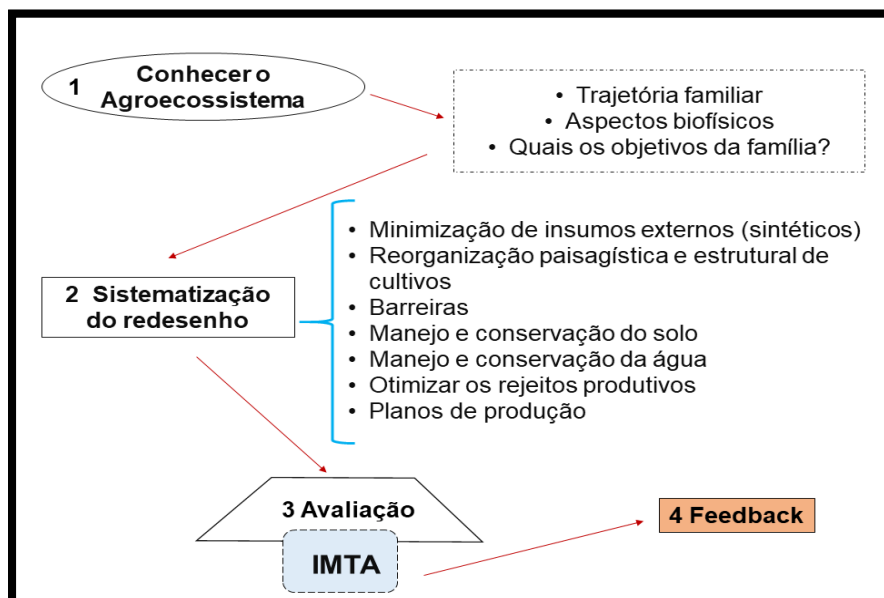 1 Conhecer o
Agroecossistema
• Trajetória familiar
• Aspectos biofísicos
• Quais os objetivos da família?
• Minimização de insumos externos (sintéticos)
• Reorganização paisagística e estrutural de
cultivos
• Barreiras
• Manejo e conservação do solo
• Manejo e conservação da água
• Otimizar os rejeitos produtivos
• Planos de produção
2 Sistematização
do redesenho
3 Avaliação
IMTA
4 Feedback